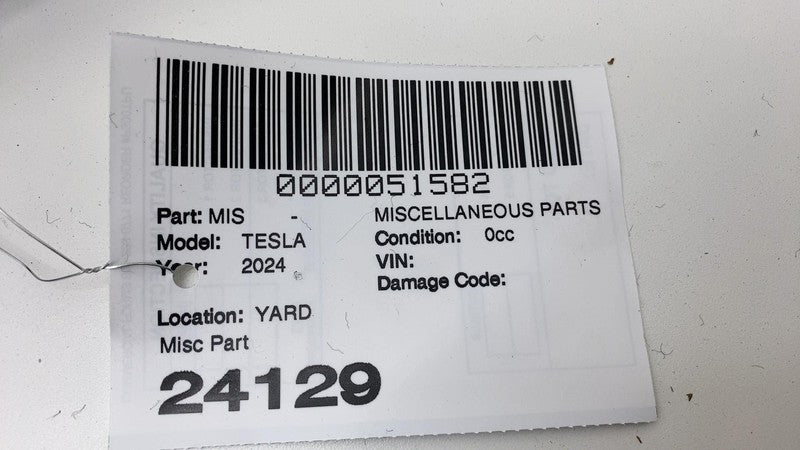 0000051582
Part: MIS - MISCELLANEOUS PARTS
Model: TESLA Condition: 0cc
Year: 2024 VIN:
Damage Code:
Location: YARD
Misc Part
24129